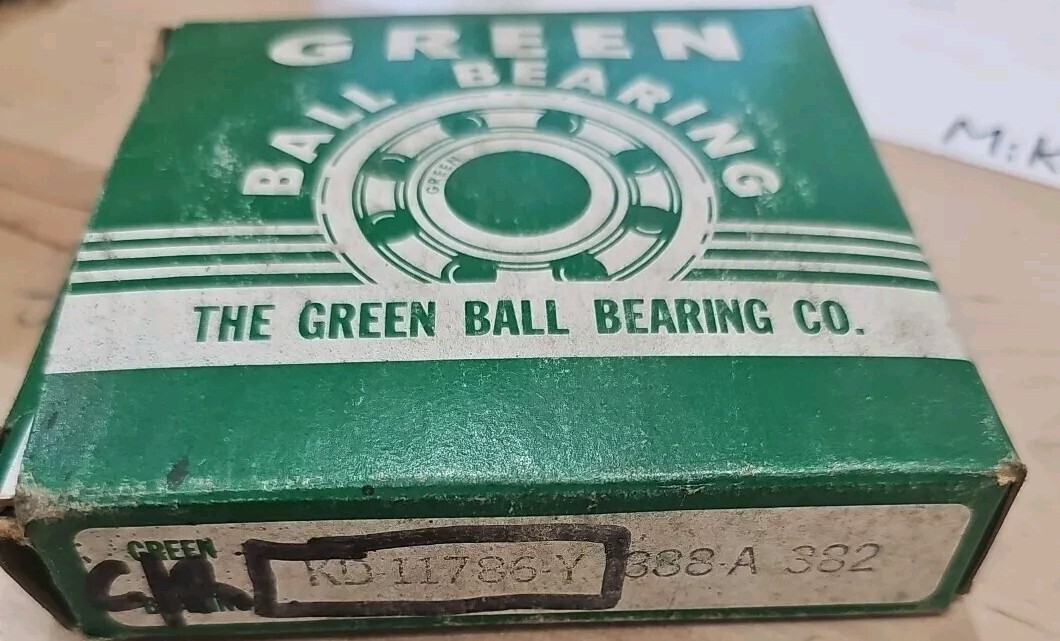 GREEN
BALL BEARING
GREEN
THE GREEN BALL BEARING CO.
M:K
GREEN
KD-11786-Y 388-A 382